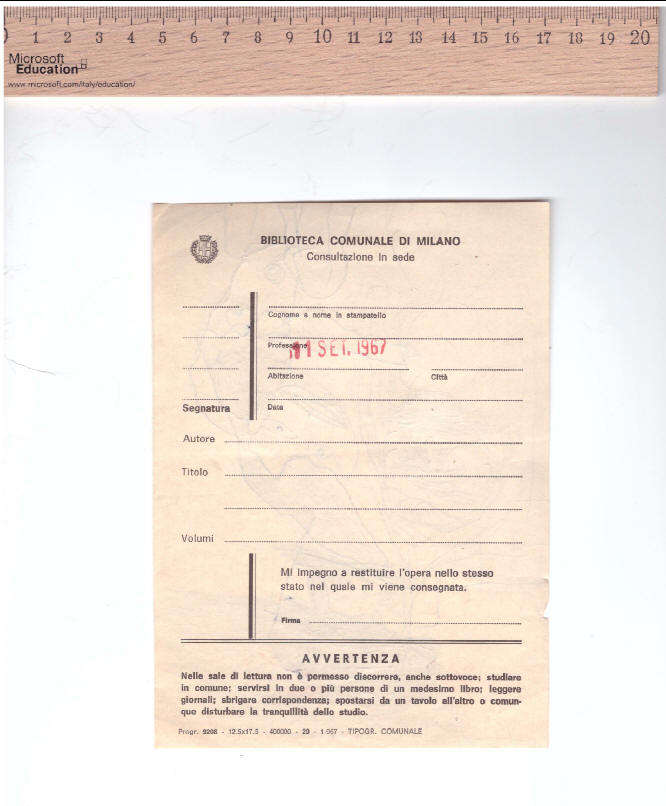 0 1 2 3 4 5 6 7 8 9 10 11 12 13 14 15 16 17 18 19 20
Microsoft
Education
www.microsoft.com/italy/education/
BIBLIOTECA COMUNALE DI MILANO
Consultazione in sede
Cognome e nome in stampatello
Professione
1 SET. 1967
Abitazione Città
Segnatura Data
Autore
Titolo
Volumi
Mi impegno a restituire l'opera nello stesso
stato nel quale mi viene consegnata.
Firma
AVVERTENZA
Nelle sale di lettura non è permesso discorrere, anche sottovoce; studiare
in comune; servirsi in due o più persone di un medesimo libro; leggere
giornali; sbrigare corrispondenza; spostarsi da un tavolo all'altro o comun-
que disturbare la tranquillità dello studio.
Progr. 9208 - 12.5x17.5 - 400000 - 29 - 1-967 - TIPOGR. COMUNALE